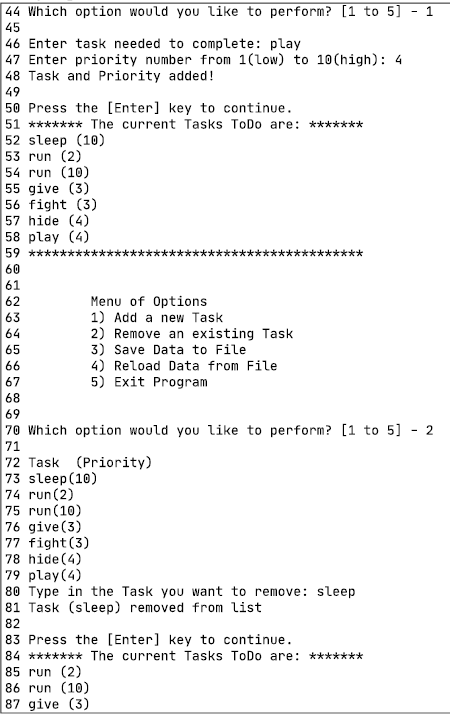 44 Which option would you like to perform? [1 to 5] - 1
45
46 Enter task needed to complete: play
47 Enter priority number from 1(low) to 10(high): 4
48 Task and Priority added!
49
50 Press the [Enter] key to continue.
51 ******* The current Tasks ToDo are: *******
52 sleep (10)
53 run (2)
54 run (10)
55 give (3)
56 fight (3)
57 hide (4)
58 play (4)
59 *******************************************
60
61
62         Menu of Options
63         1) Add a new Task
64         2) Remove an existing Task
65         3) Save Data to File
66         4) Reload Data from File
67         5) Exit Program
68
69
70 Which option would you like to perform? [1 to 5] - 2
71
72 Task  (Priority)
73 sleep(10)
74 run(2)
75 run(10)
76 give(3)
77 fight(3)
78 hide(4)
79 play(4)
80 Type in the Task you want to remove: sleep
81 Task (sleep) removed from list
82
83 Press the [Enter] key to continue.
84 ******* The current Tasks ToDo are: *******
85 run (2)
86 run (10)
87 give (3)